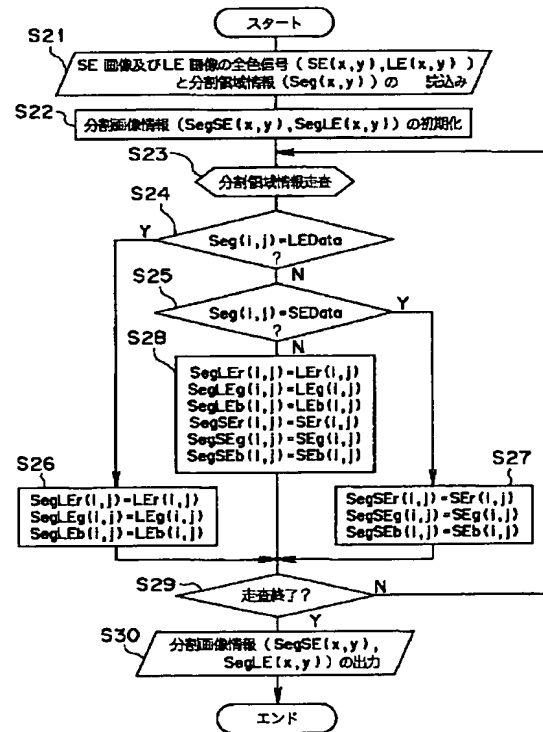 スタート
S21
SE 画像及び LE 画像の全色信号 ( SE(x,y),LE(x,y) )
と分割領域情報 (Seg(x,y)) の 読込み
S22
分割画像情報 (SegSE(x,y),SegLE(x,y)) の初期化
S23
分割領域情報走査
S24
Y
Seg(i,j)=LEData
?
N
S25
Seg(i,j)=SEData
?
Y
N
S28
SegLEr(i,j)=LEr(i,j)
SegLEg(i,j)=LEg(i,j)
SegLEb(i,j)=LEb(i,j)
SegSEr(i,j)=SEr(i,j)
SegSEg(i,j)=SEg(i,j)
SegSEb(i,j)=SEb(i,j)
S26
SegLEr(i,j)=LEr(i,j)
SegLEg(i,j)=LEg(i,j)
SegLEb(i,j)=LEb(i,j)
S27
SegSEr(i,j)=SEr(i,j)
SegSEg(i,j)=SEg(i,j)
SegSEb(i,j)=SEb(i,j)
S29
走査終了?
N
Y
S30
分割画像情報 (SegSE(x,y),
SegLE(x,y)) の出力
エンド